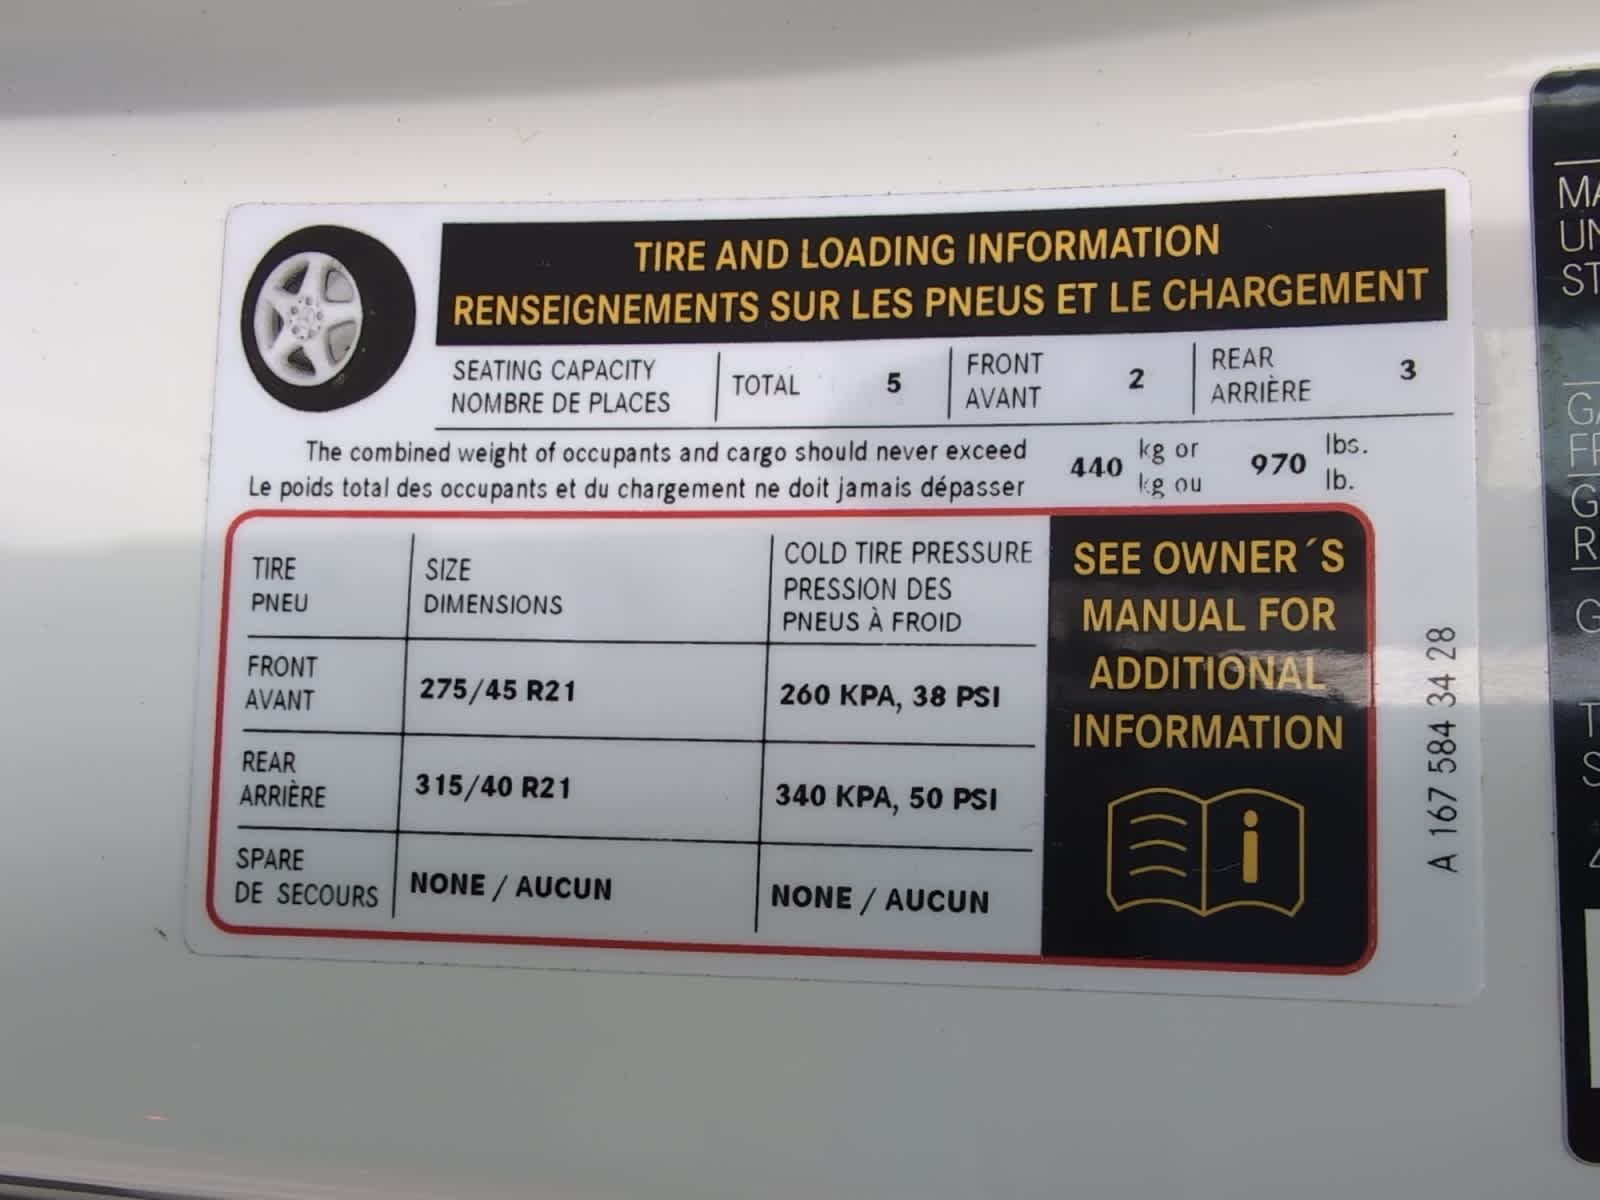 TIRE AND LOADING INFORMATION
RENSEIGNEMENTS SUR LES PNEUS ET LE CHARGEMENT
SEATING CAPACITY
NOMBRE DE PLACES
TOTAL 5
FRONT
AVANT
2
REAR
ARRIÈRE
3
The combined weight of occupants and cargo should never exceed
Le poids total des occupants et du chargement ne doit jamais dépasser
440
kg or
kg ou
970
lbs.
lb.
TIRE
PNEU
SIZE
DIMENSIONS
COLD TIRE PRESSURE
PRESSION DES
PNEUS À FROID
FRONT
AVANT
275/45 R21
260 KPA, 38 PSI
REAR
ARRIÈRE
315/40 R21
340 KPA, 50 PSI
SPARE
DE SECOURS
NONE / AUCUN
NONE / AUCUN
SEE OWNER´S
MANUAL FOR
ADDITIONAL
INFORMATION
A 167 584 34 28